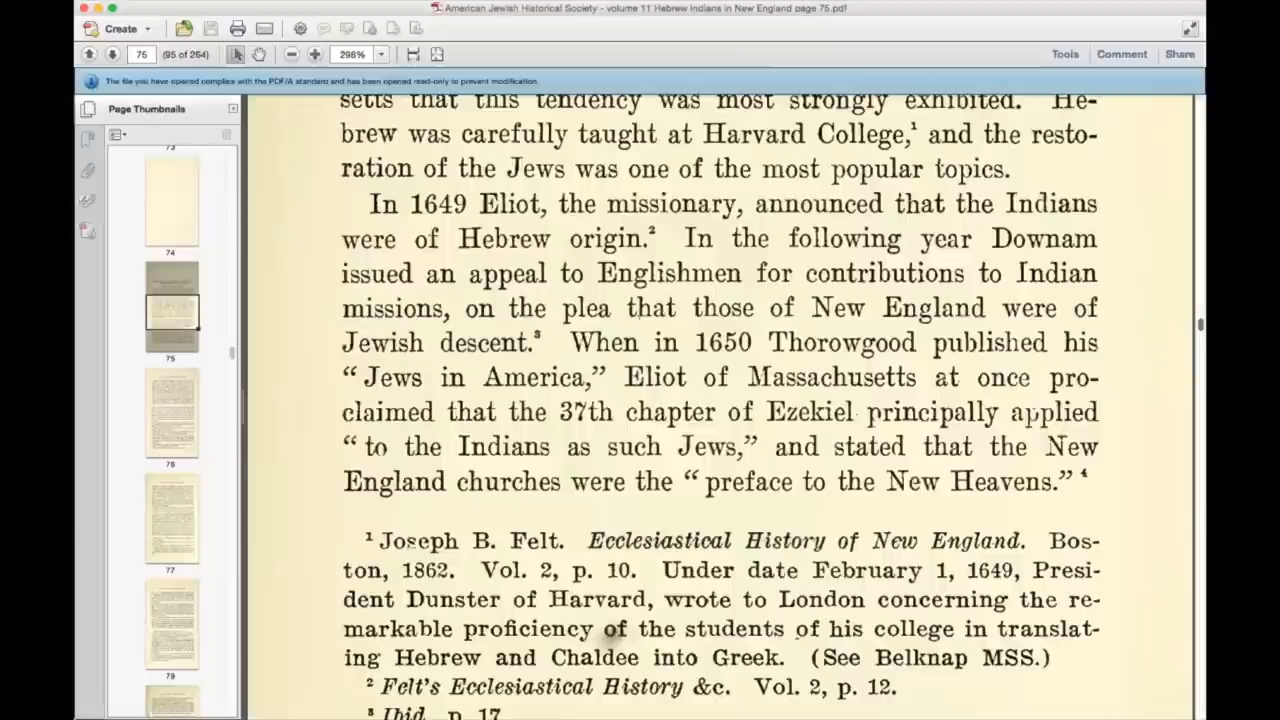 American Jewish Historical Society - volume 11 Hebrew Indians in New England page 75.pdf
Create
75 (95 of 264) 298% Tools Comment Share
The file you have opened complies with the PDF/A standard and has been opened read-only to prevent modification.
Page Thumbnails
73
74
75
76
77
78
setts that this tendency was most strongly exhibited. He-
brew was carefully taught at Harvard College,¹ and the resto-
ration of the Jews was one of the most popular topics.
In 1649 Eliot, the missionary, announced that the Indians
were of Hebrew origin.² In the following year Downam
issued an appeal to Englishmen for contributions to Indian
missions, on the plea that those of New England were of
Jewish descent.³ When in 1650 Thorowgood published his
“Jews in America,” Eliot of Massachusetts at once pro-
claimed that the 37th chapter of Ezekiel principally applied
“to the Indians as such Jews,” and stated that the New
England churches were the “preface to the New Heavens.” ⁴
¹ Joseph B. Felt. Ecclesiastical History of New England. Bos-
ton, 1862. Vol. 2, p. 10. Under date February 1, 1649, Presi-
dent Dunster of Harvard, wrote to London concerning the re-
markable proficiency of the students of his college in translat-
ing Hebrew and Chaldee into Greek. (See Belknap MSS.)
² Felt's Ecclesiastical History &c. Vol. 2, p. 12.
³ Ibid. p. 17